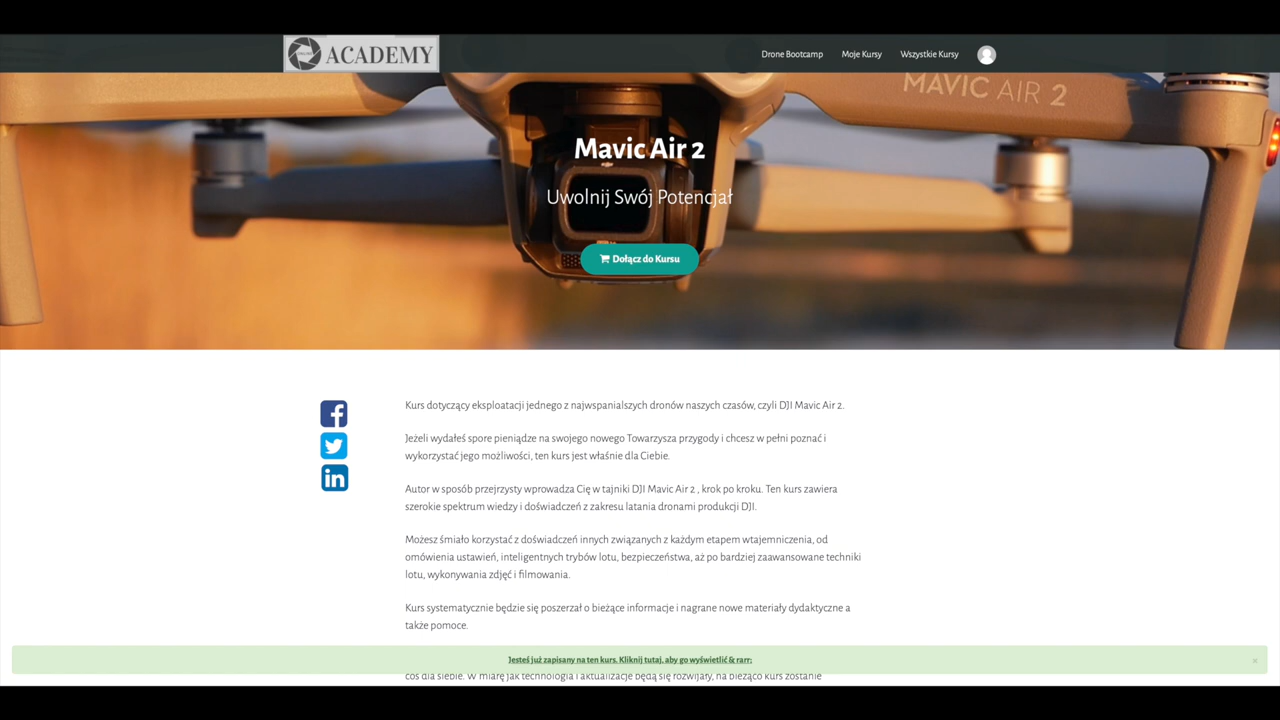 ACADEMY
Drone Bootcamp
Moje Kursy
Wszystkie Kursy
MAVIC AIR 2
Mavic Air 2
Uwolnij Swój Potencjał
Dołącz do Kursu
Kurs dotyczący eksploatacji jednego z najwspanialszych dronów naszych czasów, czyli DJI Mavic Air 2.
Jeżeli wydałeś spore pieniądze na swojego nowego Towarzysza przygody i chcesz w pełni poznać i
wykorzystać jego możliwości, ten kurs jest właśnie dla Ciebie.
Autor w sposób przejrzysty wprowadza Cię w tajniki DJI Mavic Air 2 , krok po kroku. Ten kurs zawiera
szerokie spektrum wiedzy i doświadczeń z zakresu latania dronami produkcji DJI.
Możesz śmiało korzystać z doświadczeń innych związanych z każdym etapem wtajemniczenia, od
omówienia ustawień, inteligentnych trybów lotu, bezpieczeństwa, aż po bardziej zaawansowane techniki
lotu, wykonywania zdjęć i filmowania.
Kurs systematycznie będzie się poszerzał o bieżące informacje i nagrane nowe materiały dydaktyczne a
także pomoce.
Jesteś już zapisany na ten kurs. Kliknij tutaj, aby go wyświetlić & rarr;
×
coś dla siebie. W miarę jak technologia i aktualizacje będą się rozwijały, na bieżąco kurs zostanie